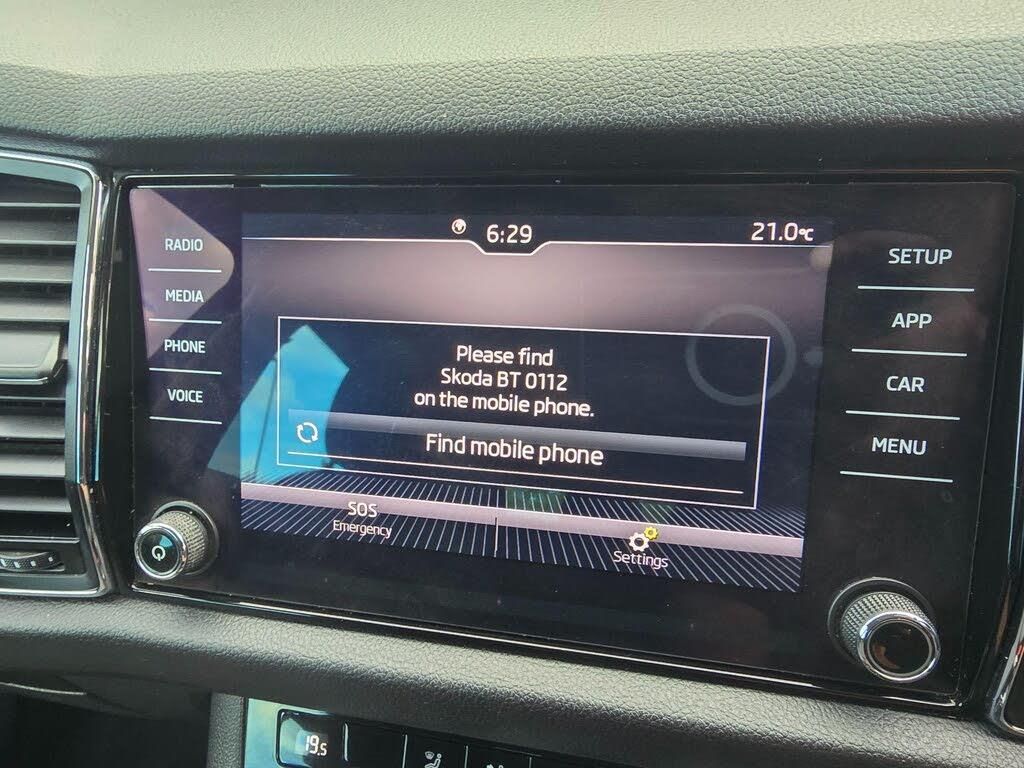 6:29
21.0°C
RADIO
MEDIA
PHONE
VOICE
SETUP
APP
CAR
MENU
Please find
Skoda BT 0112
on the mobile phone.
Find mobile phone
SOS
Emergency
Settings
19.5